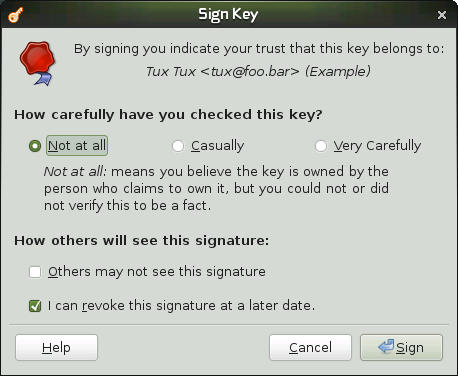 Sign Key
By signing you indicate your trust that this key belongs to:
Tux Tux <tux@foo.bar> (Example)
How carefully have you checked this key?
Not at all
Casually
Very Carefully
Not at all: means you believe the key is owned by the
person who claims to own it, but you could not or did
not verify this to be a fact.
How others will see this signature:
Others may not see this signature
I can revoke this signature at a later date.
Help
Cancel
Sign